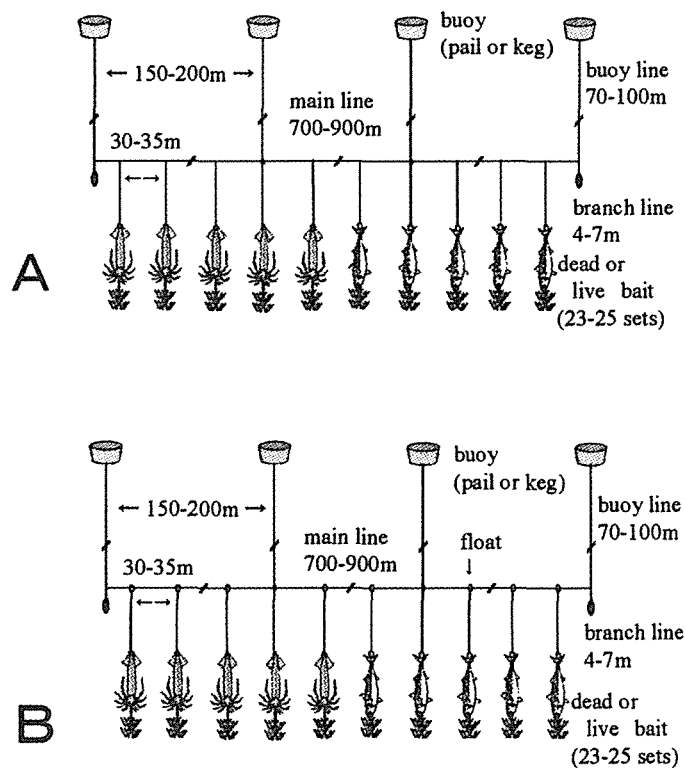 buoy
(pail or keg)
150-200m
buoy line
70-100m
main line
700-900m
30-35m
branch line
4-7m
A
dead or
live bait
(23-25 sets)
buoy
(pail or keg)
150-200m
buoy line
70-100m
main line
700-900m
float
30-35m
branch line
4-7m
B
dead or
live bait
(23-25 sets)